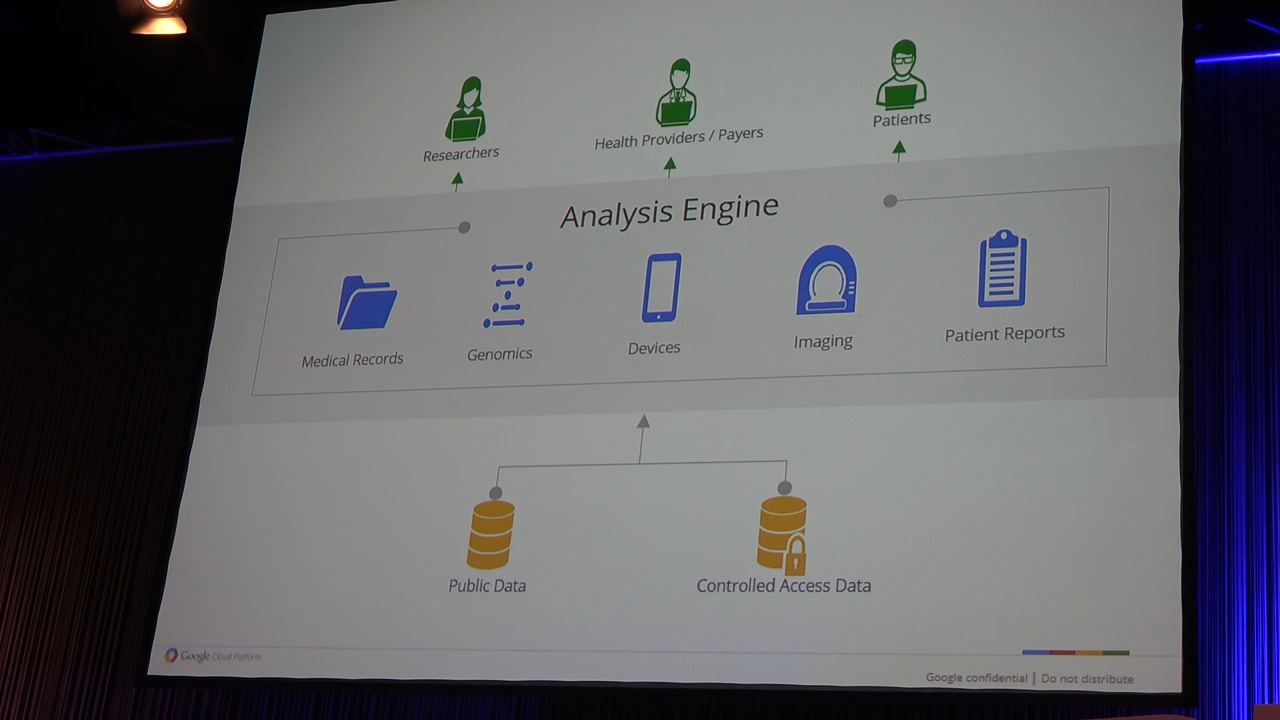 Researchers
Health Providers / Payers
Patients
Analysis Engine
Medical Records
Genomics
Devices
Imaging
Patient Reports
Public Data
Controlled Access Data
Google Cloud Platform
Google confidential | Do not distribute